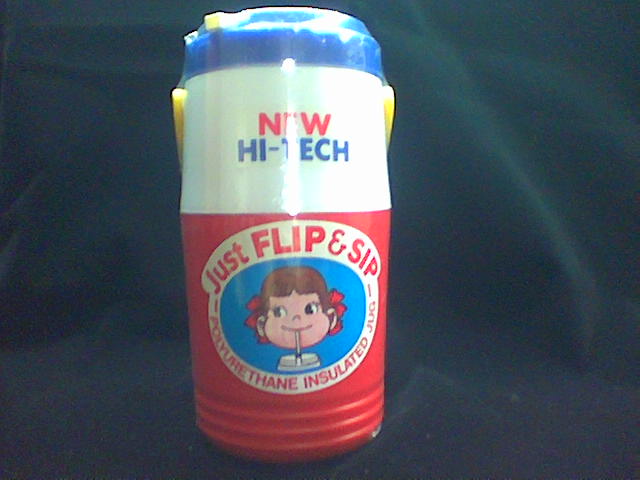 NEW
HI-TECH
Just FLIP & SIP
POLYURETHANE INSULATED JUG